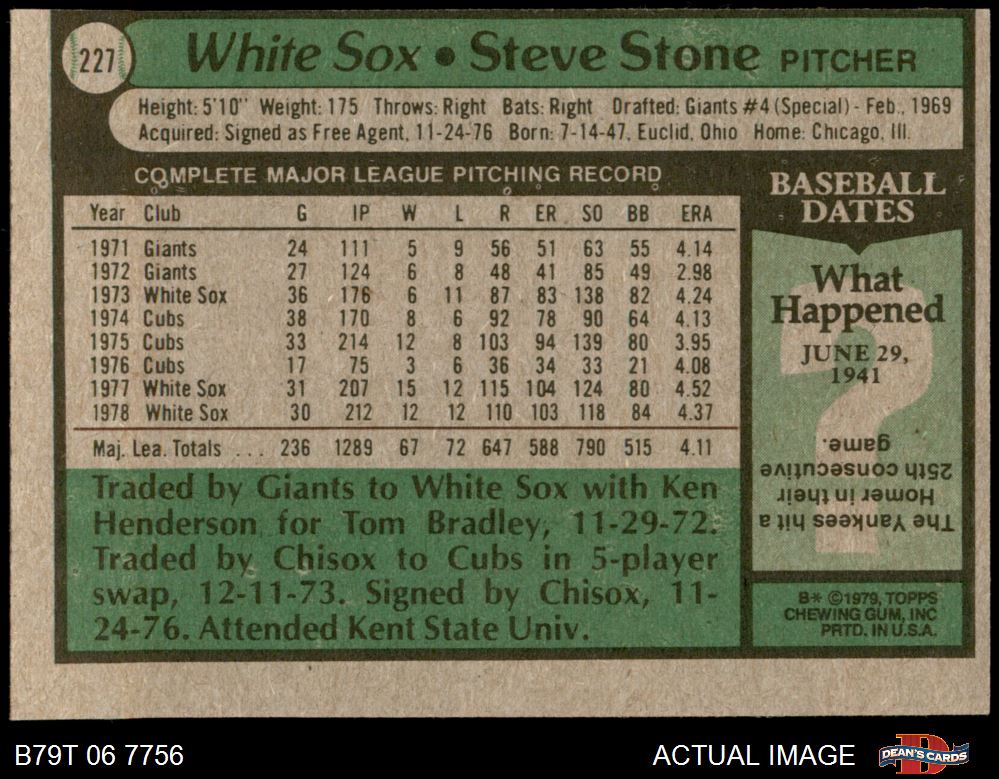 227
White Sox • Steve Stone PITCHER
Height: 5'10" Weight: 175 Throws: Right Bats: Right Drafted: Giants #4 (Special) - Feb., 1969
Acquired: Signed as Free Agent, 11-24-76 Born: 7-14-47, Euclid, Ohio Home: Chicago, Ill.
COMPLETE MAJOR LEAGUE PITCHING RECORD
Year Club G IP W L R ER SO BB ERA
1971 Giants 24 111 5 9 56 51 63 55 4.14
1972 Giants 27 124 6 8 48 41 85 49 2.98
1973 White Sox 36 176 6 11 87 83 138 82 4.24
1974 Cubs 38 170 8 6 92 78 90 64 4.13
1975 Cubs 33 214 12 8 103 94 139 80 3.95
1976 Cubs 17 75 3 6 36 34 33 21 4.08
1977 White Sox 31 207 15 12 115 104 124 80 4.52
1978 White Sox 30 212 12 12 110 103 118 84 4.37
Maj. Lea. Totals ... 236 1289 67 72 647 588 790 515 4.11
Traded by Giants to White Sox with Ken
Henderson for Tom Bradley, 11-29-72.
Traded by Chisox to Cubs in 5-player
swap, 12-11-73. Signed by Chisox, 11-
24-76. Attended Kent State Univ.
BASEBALL
DATES
What
Happened
JUNE 29,
1941
?
The Yankees hit a
Homer in their
25th consecutive
game.
B* ©1979, TOPPS
CHEWING GUM, INC
PRTD. IN U.S.A.
B79T 06 7756
ACTUAL IMAGE
D
DEAN'S CARDS